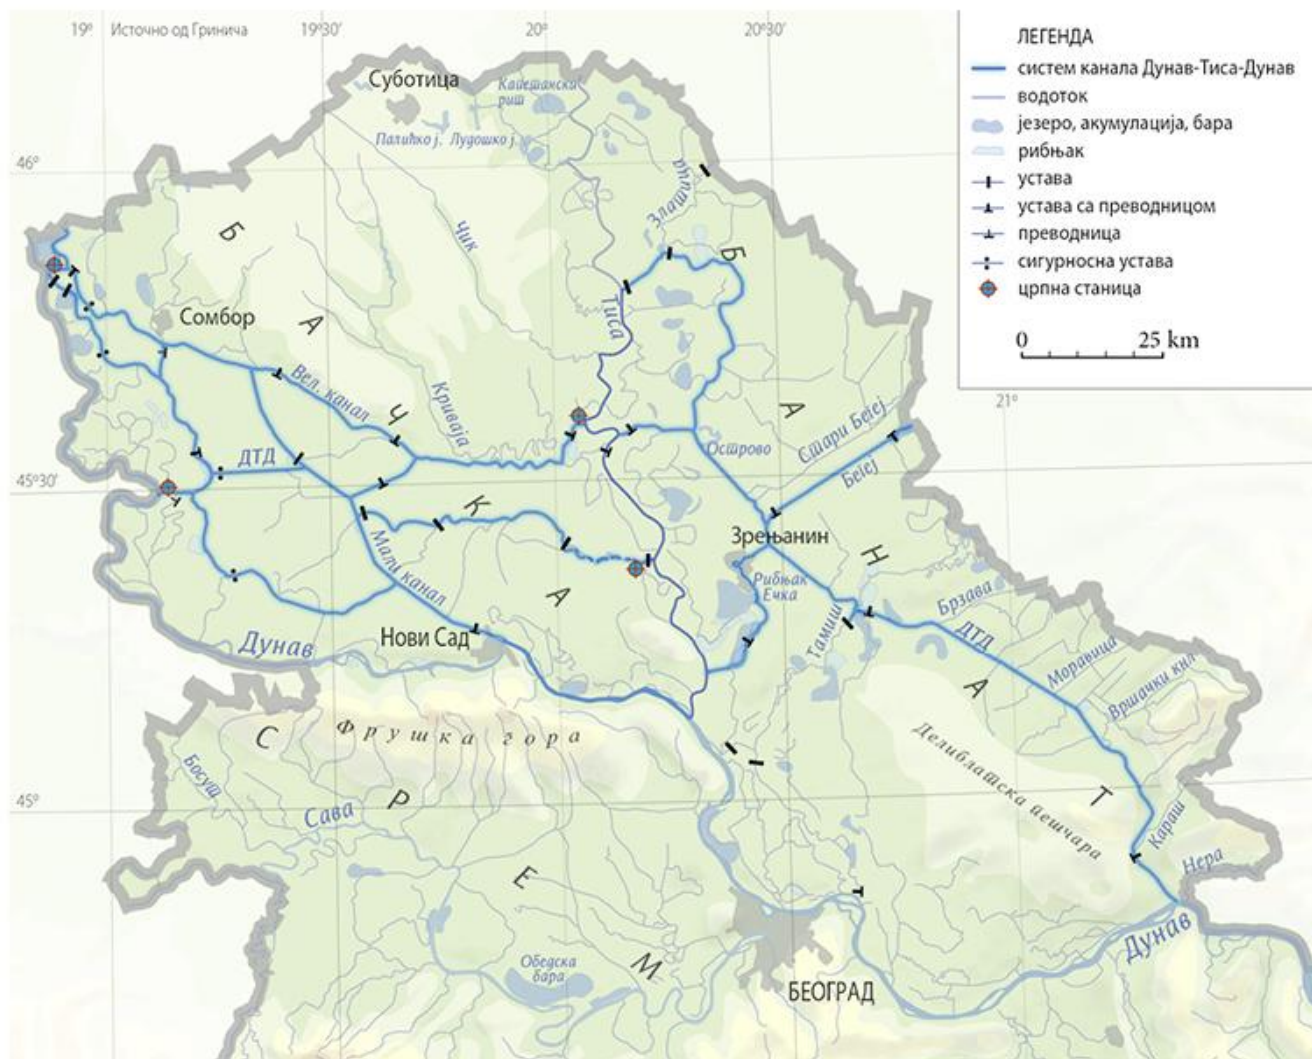 19°
Источно од Гринича
19°30'
20°
20°30'
ЛЕГЕНДА
систем канала Дунав-Тиса-Дунав
водоток
језеро, акумулација, бара
рибњак
устава
устава са преводницом
преводница
сигурносна устава
црпна станица
0 25 km
Суботица
Капетански
рит
Палићко ј. Лудошко ј.
46°
Златица
Чик
Б
А
Ч
К
А
Тиса
Б
А
Н
А
Т
Сомбор
Вел. канал
Криваја
21°
Стари Бегеј
Бегеј
Острово
ДТД
45°30'
Зрењанин
Мали канал
Рибњак
Ечка
Тамиш
Брзава
ДТД
Моравица
Вршачки кнл
Нови Сад
Дунав
С
Р
Е
М
Фрушка гора
Делиблатска пешчара
Босут
Сава
45°
Караш
Нера
Обедска
бара
БЕОГРАД
Дунав